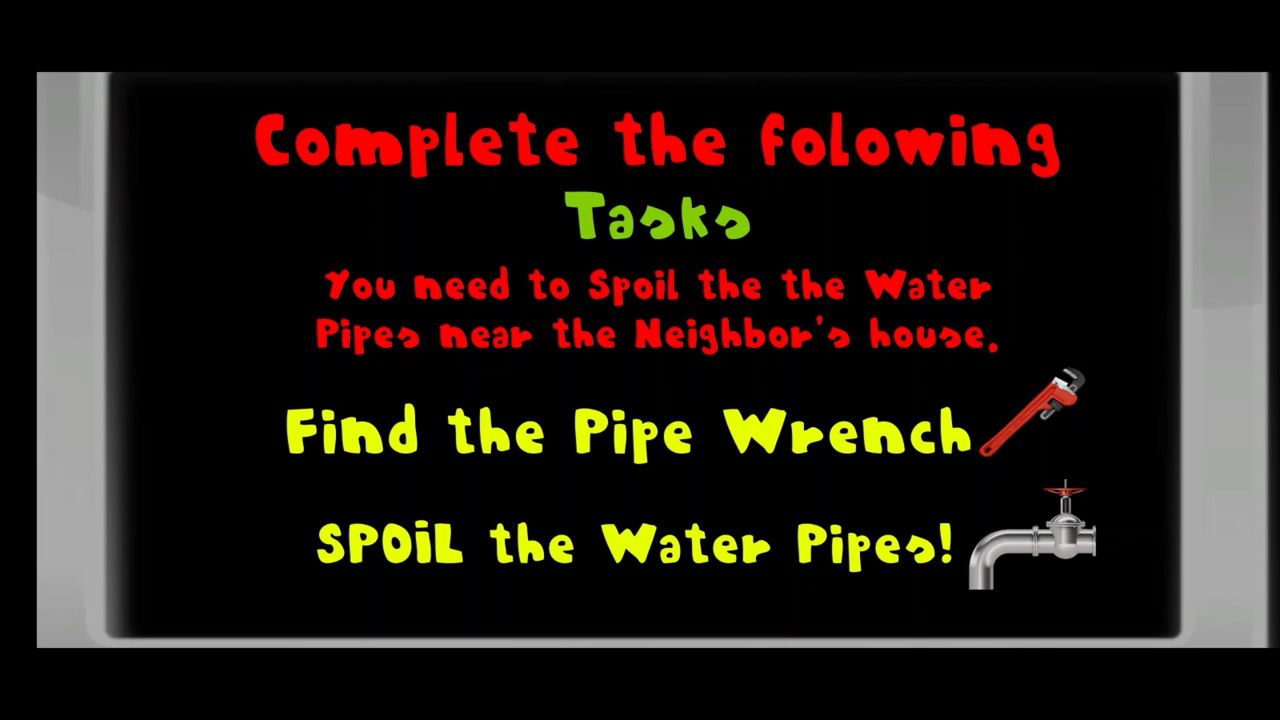 Complete the folowing
Tasks
You need to Spoil the the Water
Pipes near the Neighbor's house.
Find the Pipe Wrench
SPOiL the Water Pipes!